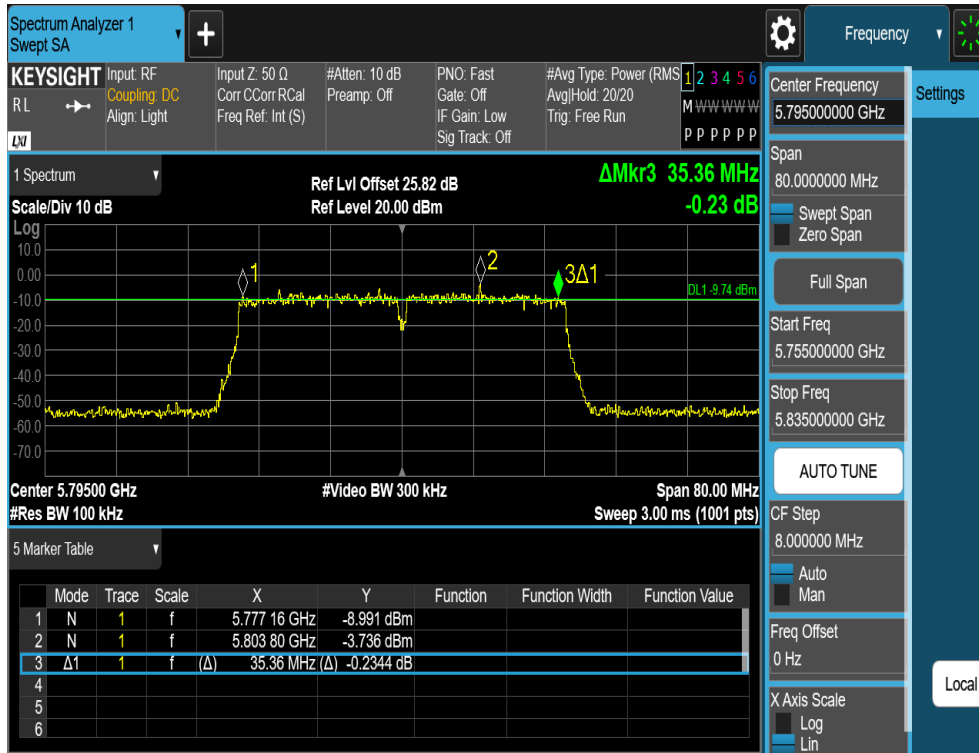 Spectrum Analyzer 1
Swept SA
+
Frequency
KEYSIGHT
RL
LXI
Input: RF
Coupling: DC
Align: Light
Input Z: 50 Ω
Corr CCorr RCal
Freq Ref: Int (S)
#Atten: 10 dB
Preamp: Off
PNO: Fast
Gate: Off
IF Gain: Low
Sig Track: Off
#Avg Type: Power (RMS
Avg|Hold: 20/20
Trig: Free Run
1 2 3 4 5 6
M W W W W W
P P P P P P
1 Spectrum
Scale/Div 10 dB
Ref Lvl Offset 25.82 dB
Ref Level 20.00 dBm
ΔMkr3 35.36 MHz
-0.23 dB
Log
10.0
0.00
-10.0
-20.0
-30.0
-40.0
-50.0
-60.0
-70.0
1
2
3Δ1
DL1 -9.74 dBm
Center 5.79500 GHz
#Video BW 300 kHz
Span 80.00 MHz
#Res BW 100 kHz
Sweep 3.00 ms (1001 pts)
5 Marker Table
Mode Trace Scale X Y Function Function Width Function Value
1 N 1 f 5.777 16 GHz -8.991 dBm
2 N 1 f 5.803 80 GHz -3.736 dBm
3 Δ1 1 f (Δ) 35.36 MHz (Δ) -0.2344 dB
4
5
6
Center Frequency
5.795000000 GHz
Settings
Span
80.0000000 MHz
Swept Span
Zero Span
Full Span
Start Freq
5.755000000 GHz
Stop Freq
5.835000000 GHz
AUTO TUNE
CF Step
8.000000 MHz
Auto
Man
Freq Offset
0 Hz
Local
X Axis Scale
Log
Lin